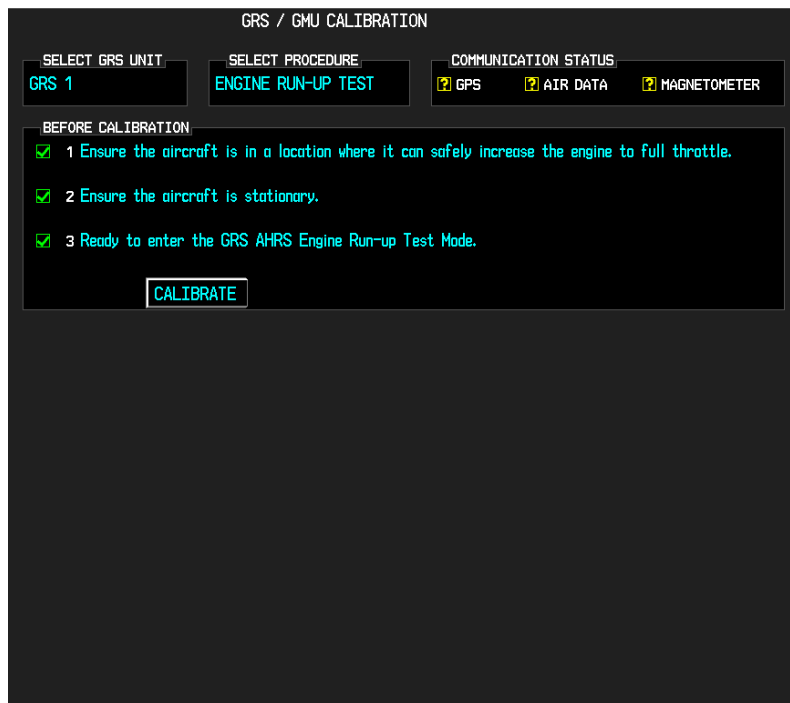 GRS / GMU CALIBRATION
SELECT GRS UNIT SELECT PROCEDURE COMMUNICATION STATUS
GRS 1 ENGINE RUN-UP TEST ? GPS ? AIR DATA ? MAGNETOMETER
BEFORE CALIBRATION
1 Ensure the aircraft is in a location where it can safely increase the engine to full throttle.
2 Ensure the aircraft is stationary.
3 Ready to enter the GRS AHRS Engine Run-up Test Mode.
CALIBRATE